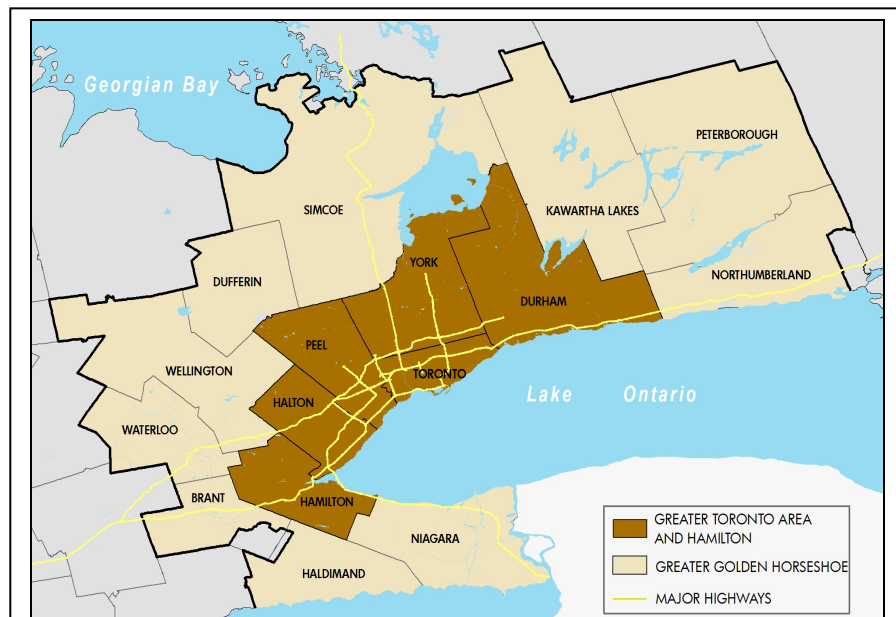 Georgian Bay
PETERBOROUGH
SIMCOE
KAWARTHA LAKES
YORK
NORTHUMBERLAND
DUFFERIN
DURHAM
PEEL
WELLINGTON
TORONTO
Lake Ontario
HALTON
WATERLOO
BRANT
HAMILTON
NIAGARA
HALDIMAND
GREATER TORONTO AREA
AND HAMILTON
GREATER GOLDEN HORSESHOE
MAJOR HIGHWAYS